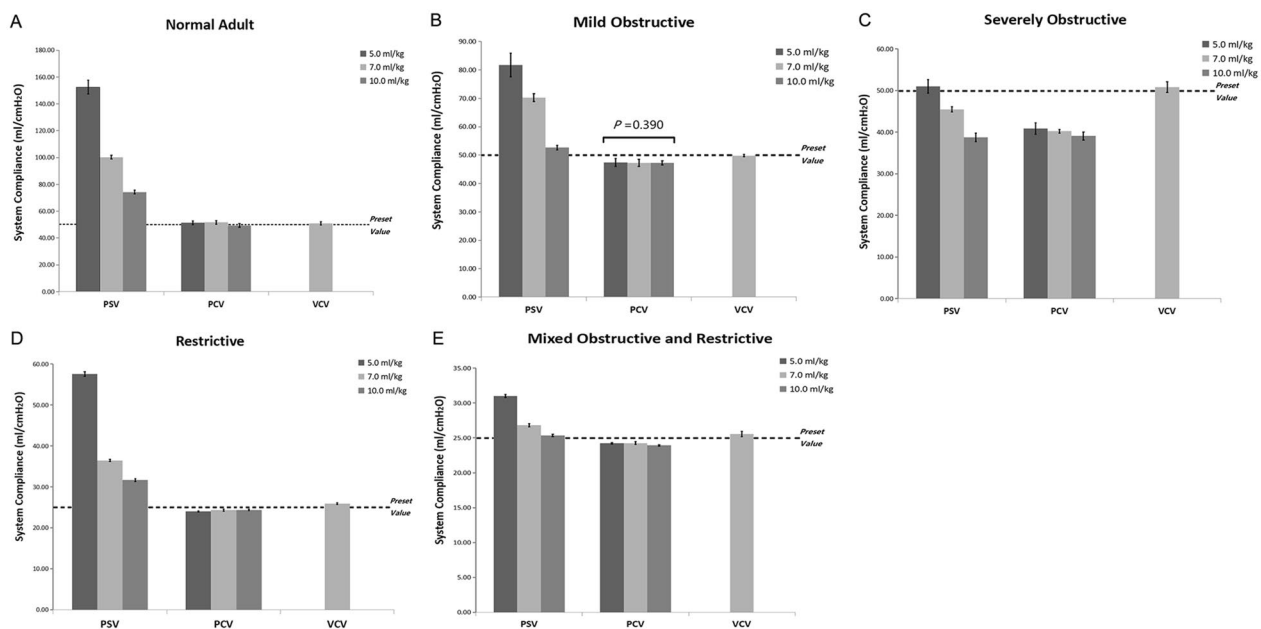 A
Normal Adult
System Compliance (ml/cmH2O)
180.00
160.00
140.00
120.00
100.00
80.00
60.00
40.00
20.00
0.00
5.0 ml/kg
7.0 ml/kg
10.0 ml/kg
Preset
Value
PSV
PCV
VCV
B
Mild Obstructive
System Compliance (ml/cmH2O)
90.00
80.00
70.00
60.00
50.00
40.00
30.00
20.00
10.00
0.00
5.0 ml/kg
7.0 ml/kg
10.0 ml/kg
P = 0.390
Preset
Value
PSV
PCV
VCV
C
Severely Obstructive
System Compliance (ml/cmH2O)
60.00
50.00
40.00
30.00
20.00
10.00
0.00
5.0 ml/kg
7.0 ml/kg
10.0 ml/kg
Preset
Value
PSV
PCV
VCV
D
Restrictive
System Compliance (ml/cmH2O)
60.00
50.00
40.00
30.00
20.00
10.00
0.00
5.0 ml/kg
7.0 ml/kg
10.0 ml/kg
Preset
Value
PSV
PCV
VCV
E
Mixed Obstructive and Restrictive
System Compliance (ml/cmH2O)
35.00
30.00
25.00
20.00
15.00
10.00
5.00
0.00
5.0 ml/kg
7.0 ml/kg
10.0 ml/kg
Preset
Value
PSV
PCV
VCV